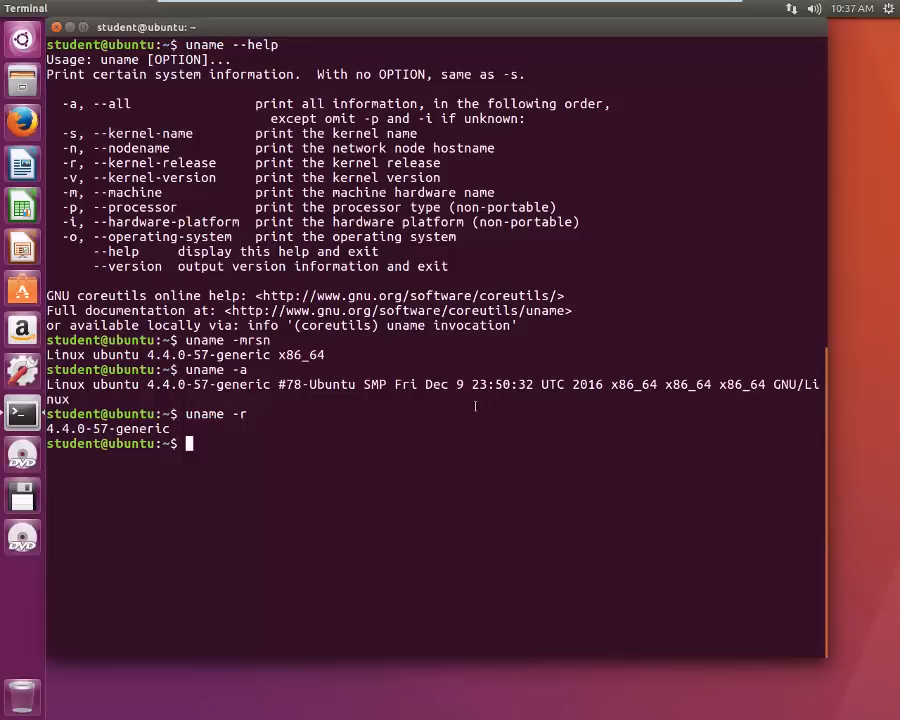 Terminal
10:37 AM
student@ubuntu: ~
student@ubuntu:~$ uname --help
Usage: uname [OPTION]...
Print certain system information.  With no OPTION, same as -s.
  -a, --all                print all information, in the following order,
                             except omit -p and -i if unknown:
  -s, --kernel-name        print the kernel name
  -n, --nodename           print the network node hostname
  -r, --kernel-release     print the kernel release
  -v, --kernel-version     print the kernel version
  -m, --machine            print the machine hardware name
  -p, --processor          print the processor type (non-portable)
  -i, --hardware-platform  print the hardware platform (non-portable)
  -o, --operating-system   print the operating system
      --help     display this help and exit
      --version  output version information and exit
GNU coreutils online help: <http://www.gnu.org/software/coreutils/>
Full documentation at: <http://www.gnu.org/software/coreutils/uname>
or available locally via: info '(coreutils) uname invocation'
student@ubuntu:~$ uname -mrsn
Linux ubuntu 4.4.0-57-generic x86_64
student@ubuntu:~$ uname -a
Linux ubuntu 4.4.0-57-generic #78-Ubuntu SMP Fri Dec 9 23:50:32 UTC 2016 x86_64 x86_64 x86_64 GNU/Li
nux
student@ubuntu:~$ uname -r
4.4.0-57-generic
student@ubuntu:~$
DVD
DVD